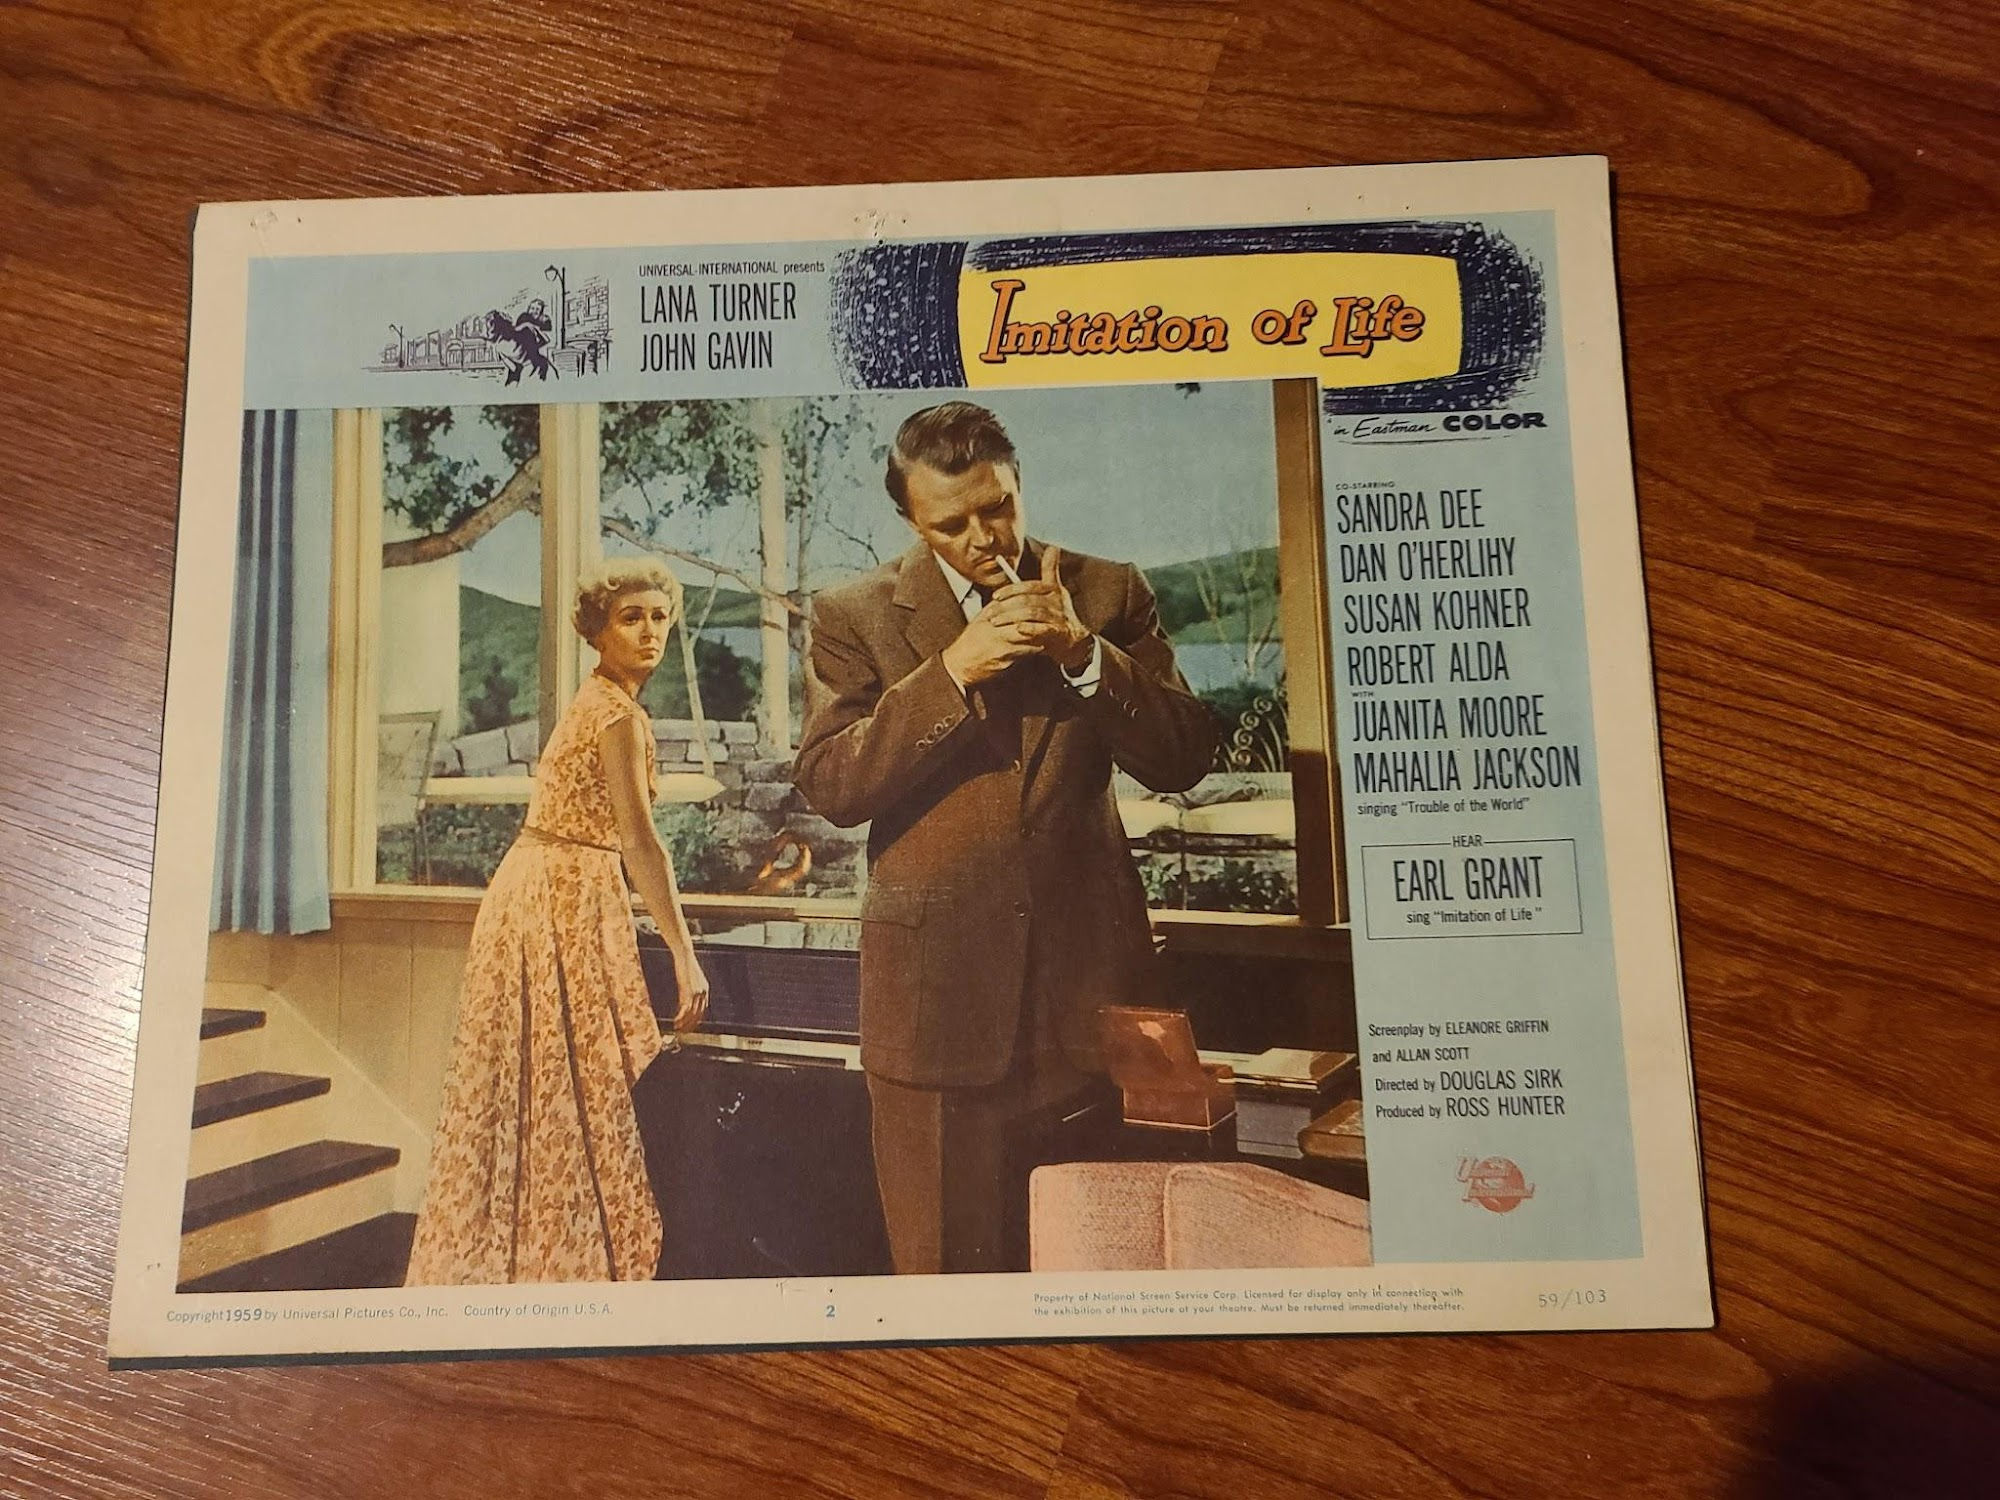 UNIVERSAL-INTERNATIONAL presents
LANA TURNER
JOHN GAVIN
Imitation of Life
in Eastman COLOR
CO-STARRING
SANDRA DEE
DAN O'HERLIHY
SUSAN KOHNER
ROBERT ALDA
WITH
JUANITA MOORE
MAHALIA JACKSON
singing "Trouble of the World"
HEAR
EARL GRANT
sing "Imitation of Life"
Screenplay by ELEANORE GRIFFIN
and ALLAN SCOTT
Directed by DOUGLAS SIRK
Produced by ROSS HUNTER
Universal
International
Copyright 1959 by Universal Pictures Co., Inc. Country of Origin U.S.A.
2
Property of National Screen Service Corp. Licensed for display only in connection with
the exhibition of this picture at your theatre. Must be returned immediately thereafter.
59/103